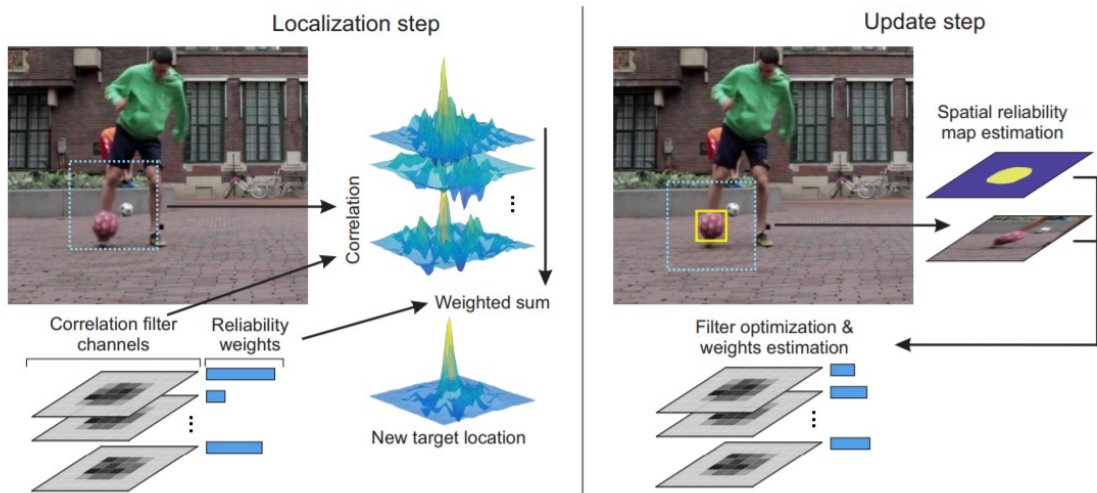 Localization step
Correlation
⋮
Weighted sum
Correlation filter
channels
Reliability
weights
⋮
New target location
Update step
Spatial reliability
map estimation
Filter optimization &
weights estimation
⋮